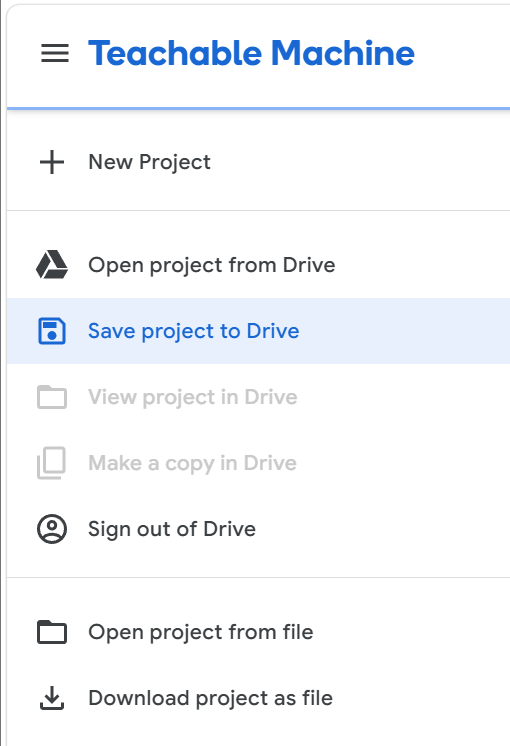 Teachable Machine
New Project
Open project from Drive
Save project to Drive
View project in Drive
Make a copy in Drive
Sign out of Drive
Open project from file
Download project as file